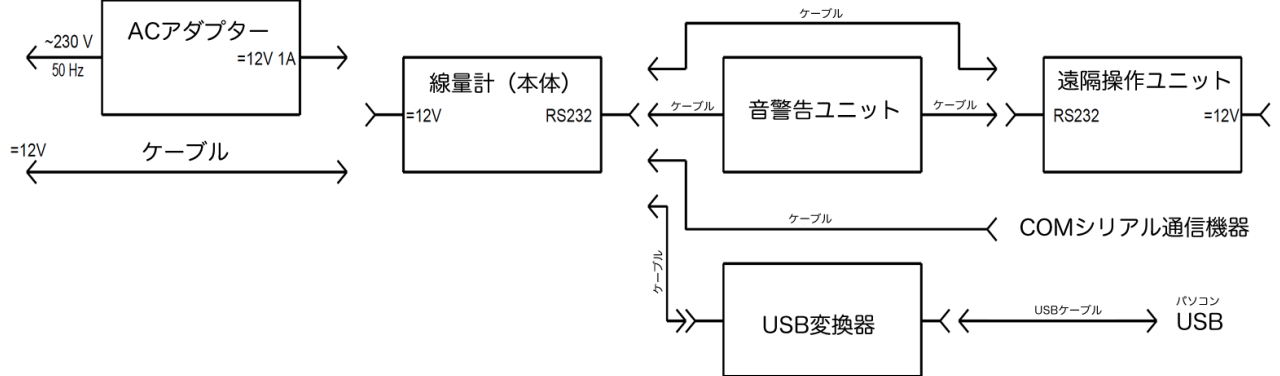 ケーブル
~230 V
50 Hz
ACアダプター
=12V 1A
線量計（本体）
=12V
RS232
ケーブル
音警告ユニット
ケーブル
遠隔操作ユニット
RS232
=12V
=12V
ケーブル
ケーブル
COMシリアル通信機器
ケーブル
USB変換器
USBケーブル
パソコン
USB